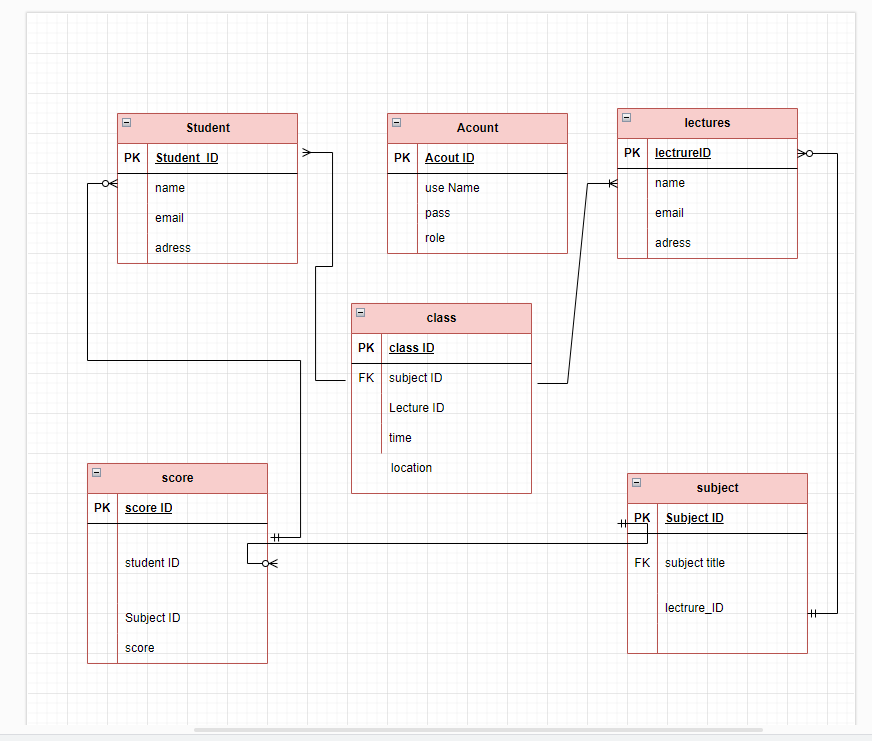 Student
PK Student_ID
name
email
adress
Acount
PK Acout ID
use Name
pass
role
lectures
PK lectrureID
name
email
adress
class
PK class ID
FK subject ID
Lecture ID
time
location
score
PK score ID
student ID
Subject ID
score
subject
PK Subject ID
FK subject title
lectrure_ID